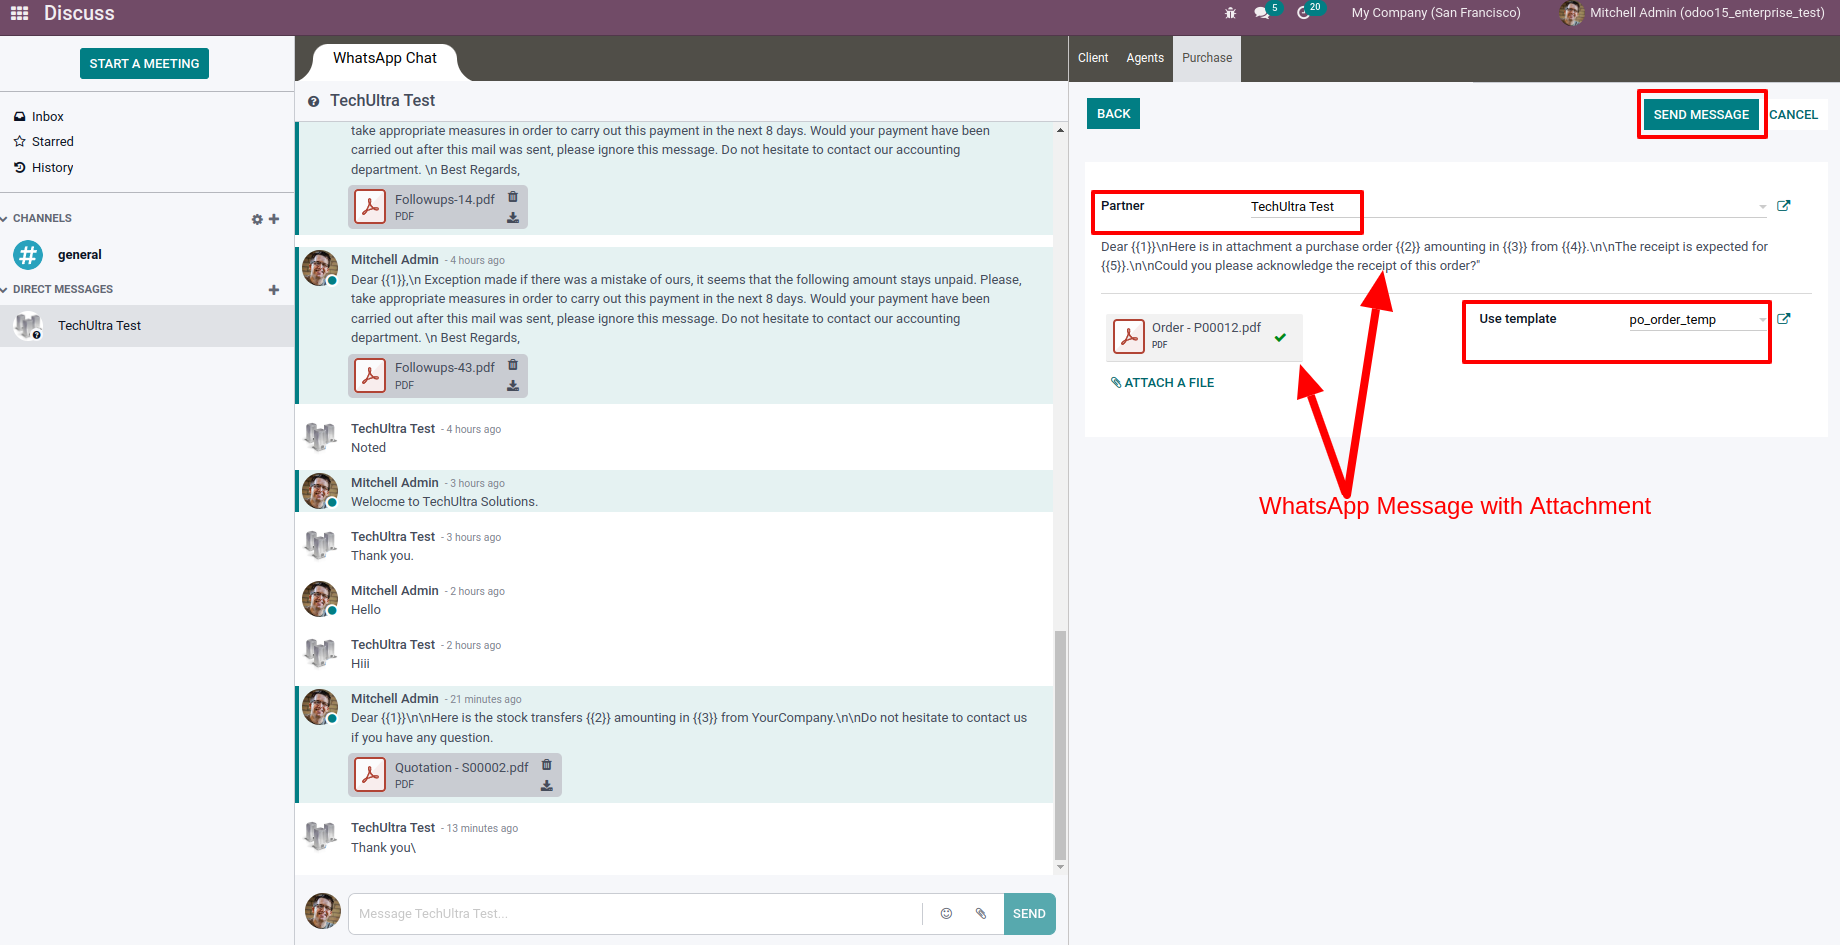 Discuss
5
20
My Company (San Francisco)
Mitchell Admin (odoo15_enterprise_test)
START A MEETING
Inbox
Starred
History
CHANNELS
general
DIRECT MESSAGES
TechUltra Test
WhatsApp Chat
TechUltra Test
take appropriate measures in order to carry out this payment in the next 8 days. Would your payment have been
carried out after this mail was sent, please ignore this message. Do not hesitate to contact our accounting
department. \n Best Regards,
Followups-14.pdf
PDF
Mitchell Admin - 4 hours ago
Dear {{1}},\n Exception made if there was a mistake of ours, it seems that the following amount stays unpaid. Please,
take appropriate measures in order to carry out this payment in the next 8 days. Would your payment have been
carried out after this mail was sent, please ignore this message. Do not hesitate to contact our accounting
department. \n Best Regards,
Followups-43.pdf
PDF
TechUltra Test - 4 hours ago
Noted
Mitchell Admin - 3 hours ago
Welocme to TechUltra Solutions.
TechUltra Test - 3 hours ago
Thank you.
Mitchell Admin - 2 hours ago
Hello
TechUltra Test - 2 hours ago
Hiii
Mitchell Admin - 21 minutes ago
Dear {{1}}\n\nHere is the stock transfers {{2}} amounting in {{3}} from YourCompany.\n\nDo not hesitate to contact us
if you have any question.
Quotation - S00002.pdf
PDF
TechUltra Test - 13 minutes ago
Thank you\
Message TechUltra Test...
SEND
Client
Agents
Purchase
BACK
SEND MESSAGE
CANCEL
Partner
TechUltra Test
Dear {{1}}\nHere is in attachment a purchase order {{2}} amounting in {{3}} from {{4}}.\n\nThe receipt is expected for
{{5}}.\n\nCould you please acknowledge the receipt of this order?"
Order - P00012.pdf
PDF
Use template
po_order_temp
ATTACH A FILE
WhatsApp Message with Attachment